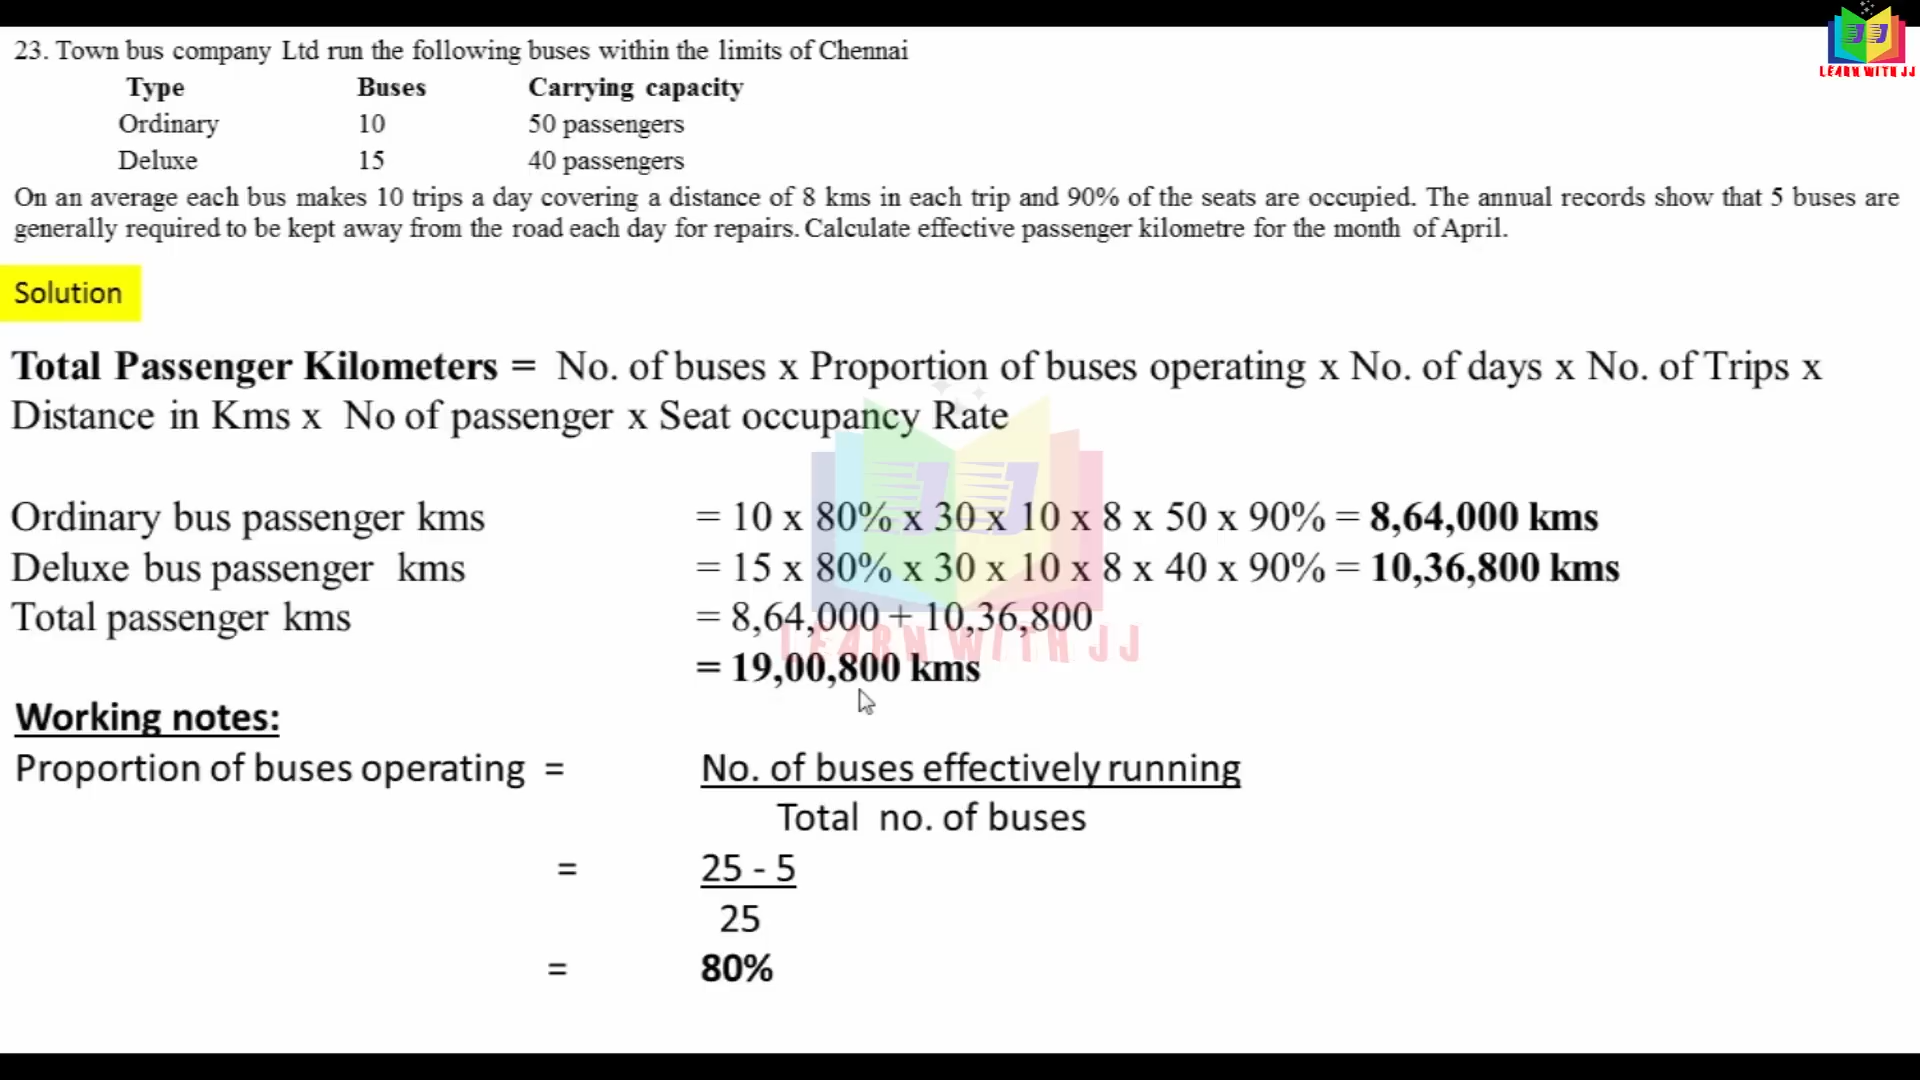 LEARN WITH JJ
23. Town bus company Ltd run the following buses within the limits of Chennai
Type Buses Carrying capacity
Ordinary 10 50 passengers
Deluxe 15 40 passengers
On an average each bus makes 10 trips a day covering a distance of 8 kms in each trip and 90% of the seats are occupied. The annual records show that 5 buses are
generally required to be kept away from the road each day for repairs. Calculate effective passenger kilometre for the month of April.
Solution
Total Passenger Kilometers = No. of buses x Proportion of buses operating x No. of days x No. of Trips x
Distance in Kms x No of passenger x Seat occupancy Rate
Ordinary bus passenger kms = 10 x 80% x 30 x 10 x 8 x 50 x 90% = 8,64,000 kms
Deluxe bus passenger kms = 15 x 80% x 30 x 10 x 8 x 40 x 90% = 10,36,800 kms
Total passenger kms = 8,64,000 + 10,36,800
LEARN WITH JJ
= 19,00,800 kms
Working notes:
Proportion of buses operating = No. of buses effectively running
Total no. of buses
= 25 - 5
25
= 80%